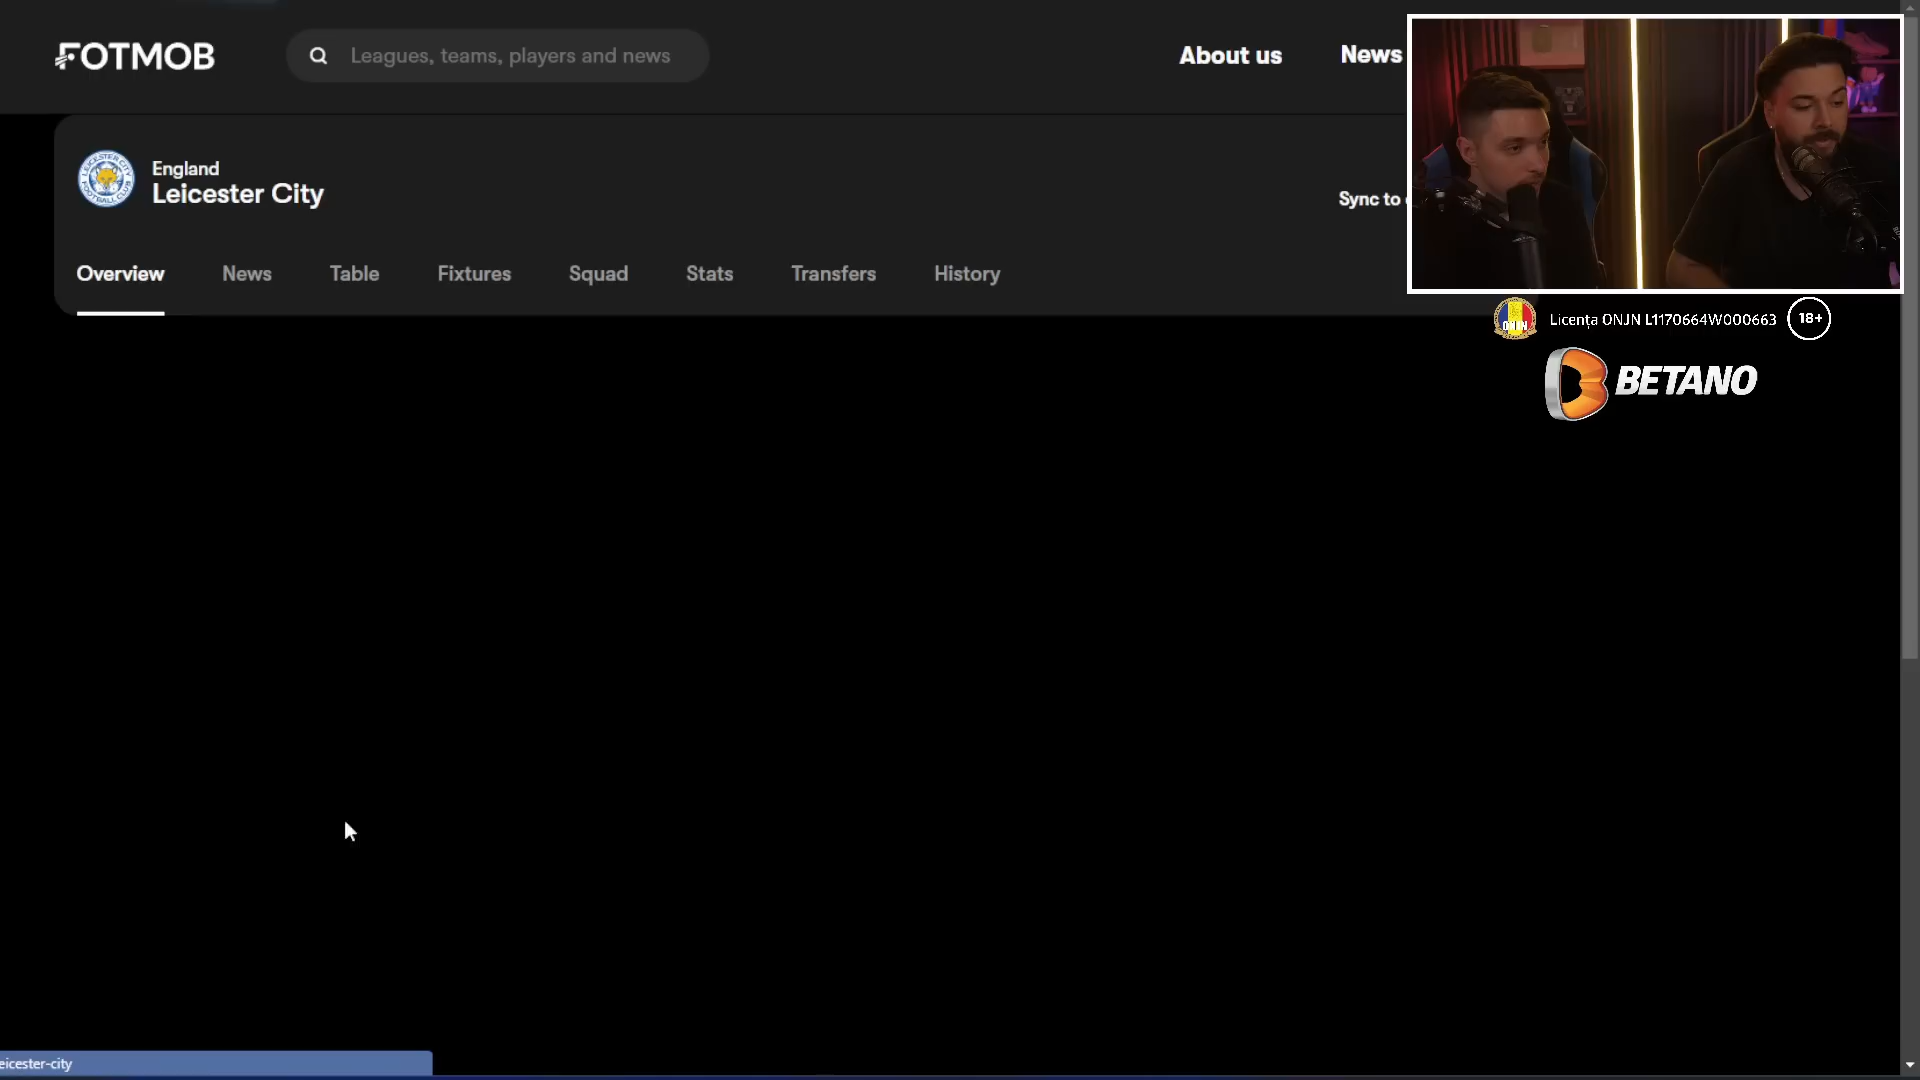 FOTMOB
Leagues, teams, players and news
About us
News
England
Leicester City
Sync to
Overview
News
Table
Fixtures
Squad
Stats
Transfers
History
ONJN
Licența ONJN L1170664W000663
18+
BETANO
eicester-city